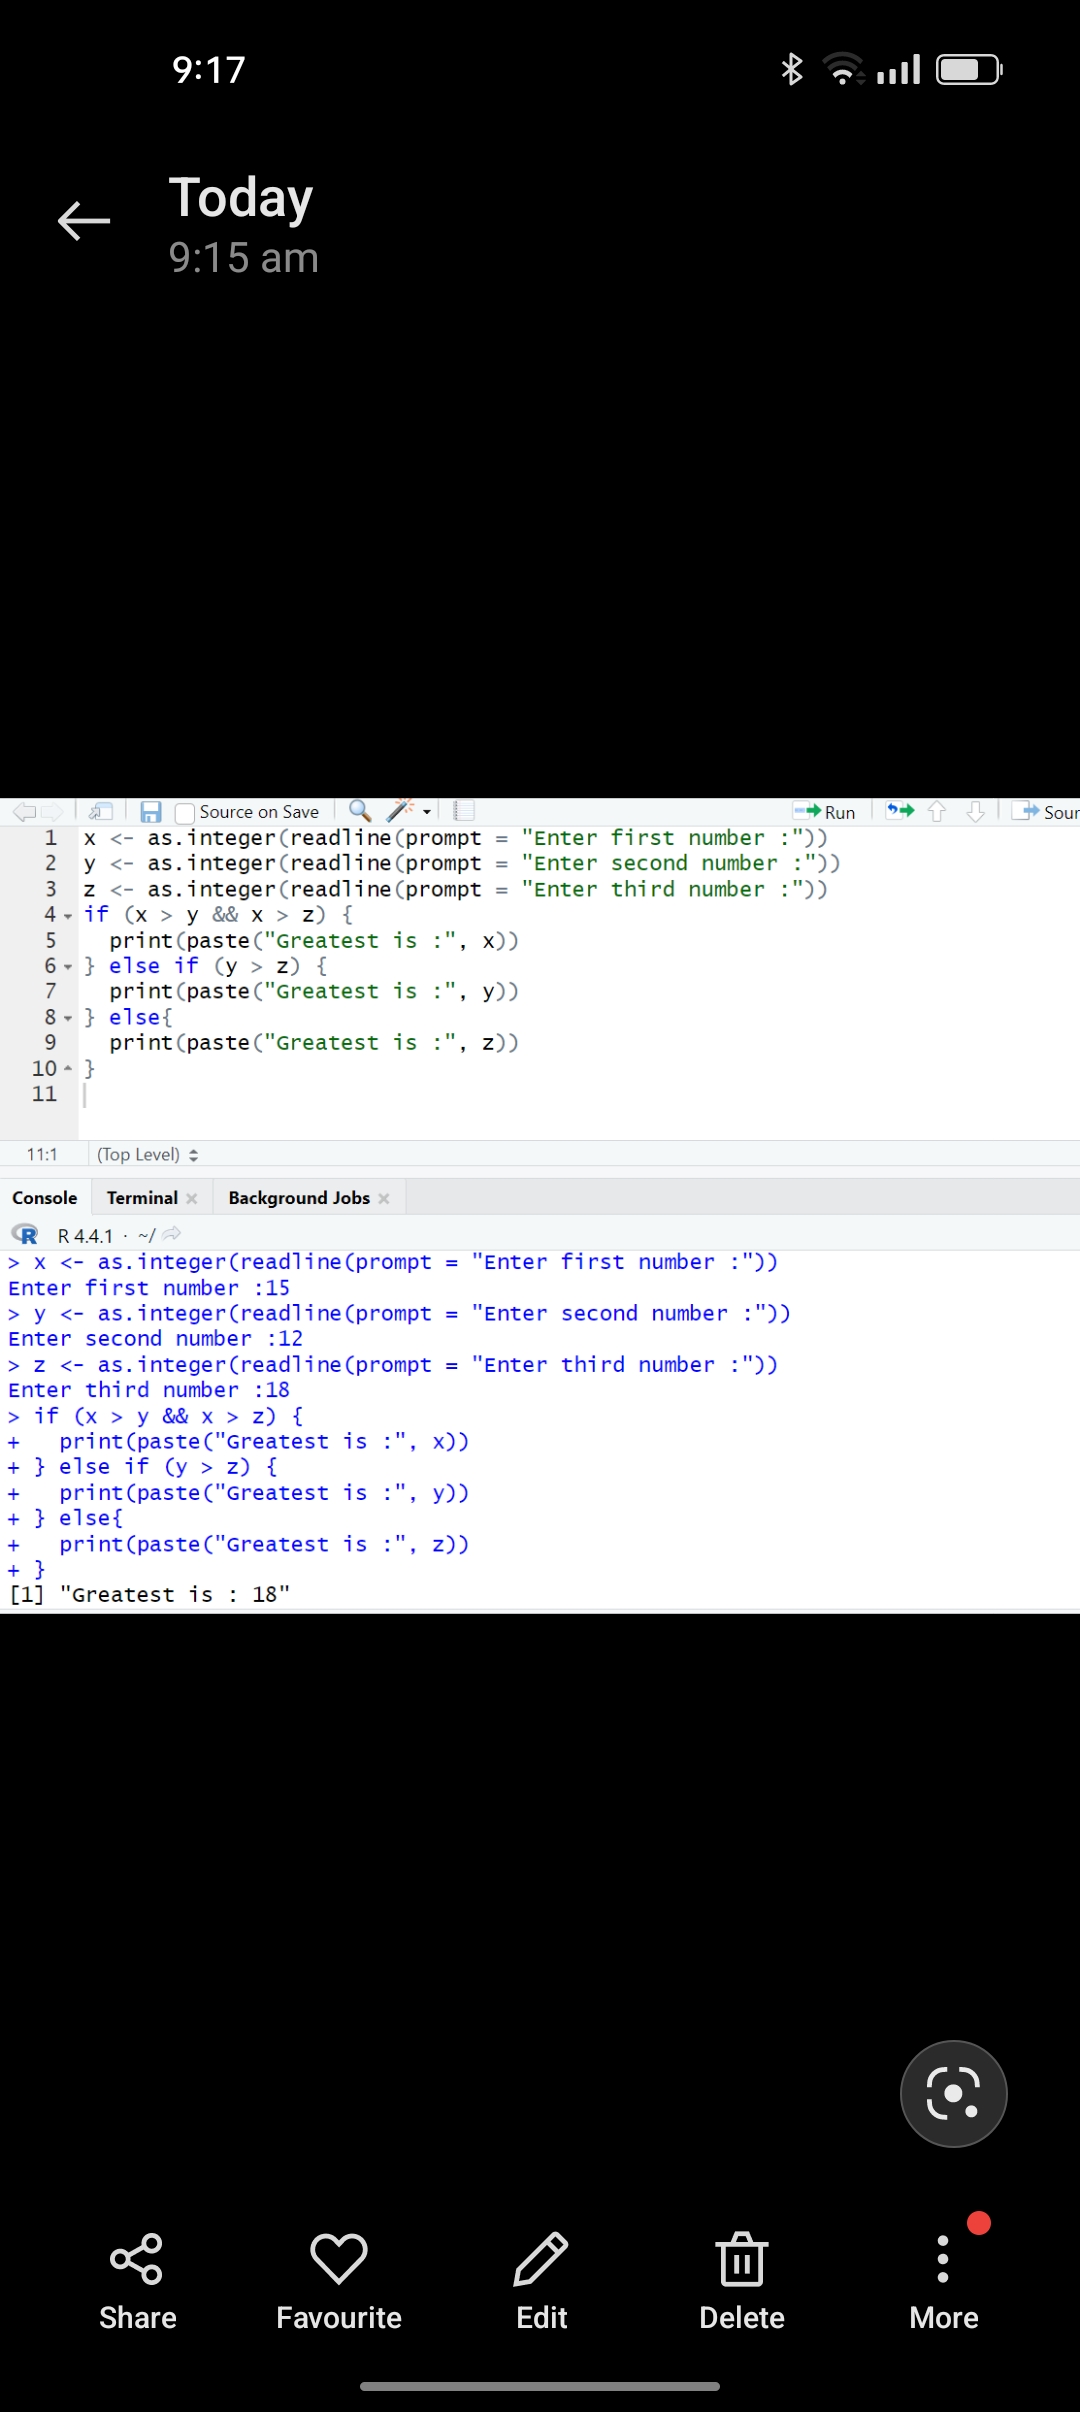 9:17
Today
9:15 am
Source on Save
Run
Sour
1 x <- as.integer(readline(prompt = "Enter first number :"))
2 y <- as.integer(readline(prompt = "Enter second number :"))
3 z <- as.integer(readline(prompt = "Enter third number :"))
4 if (x > y && x > z) {
5   print(paste("Greatest is :", x))
6 } else if (y > z) {
7   print(paste("Greatest is :", y))
8 } else{
9   print(paste("Greatest is :", z))
10 }
11
11:1 (Top Level)
Console Terminal Background Jobs
R R 4.4.1 · ~/
> x <- as.integer(readline(prompt = "Enter first number :"))
Enter first number :15
> y <- as.integer(readline(prompt = "Enter second number :"))
Enter second number :12
> z <- as.integer(readline(prompt = "Enter third number :"))
Enter third number :18
> if (x > y && x > z) {
+   print(paste("Greatest is :", x))
+ } else if (y > z) {
+   print(paste("Greatest is :", y))
+ } else{
+   print(paste("Greatest is :", z))
+ }
[1] "Greatest is : 18"
Share Favourite Edit Delete More